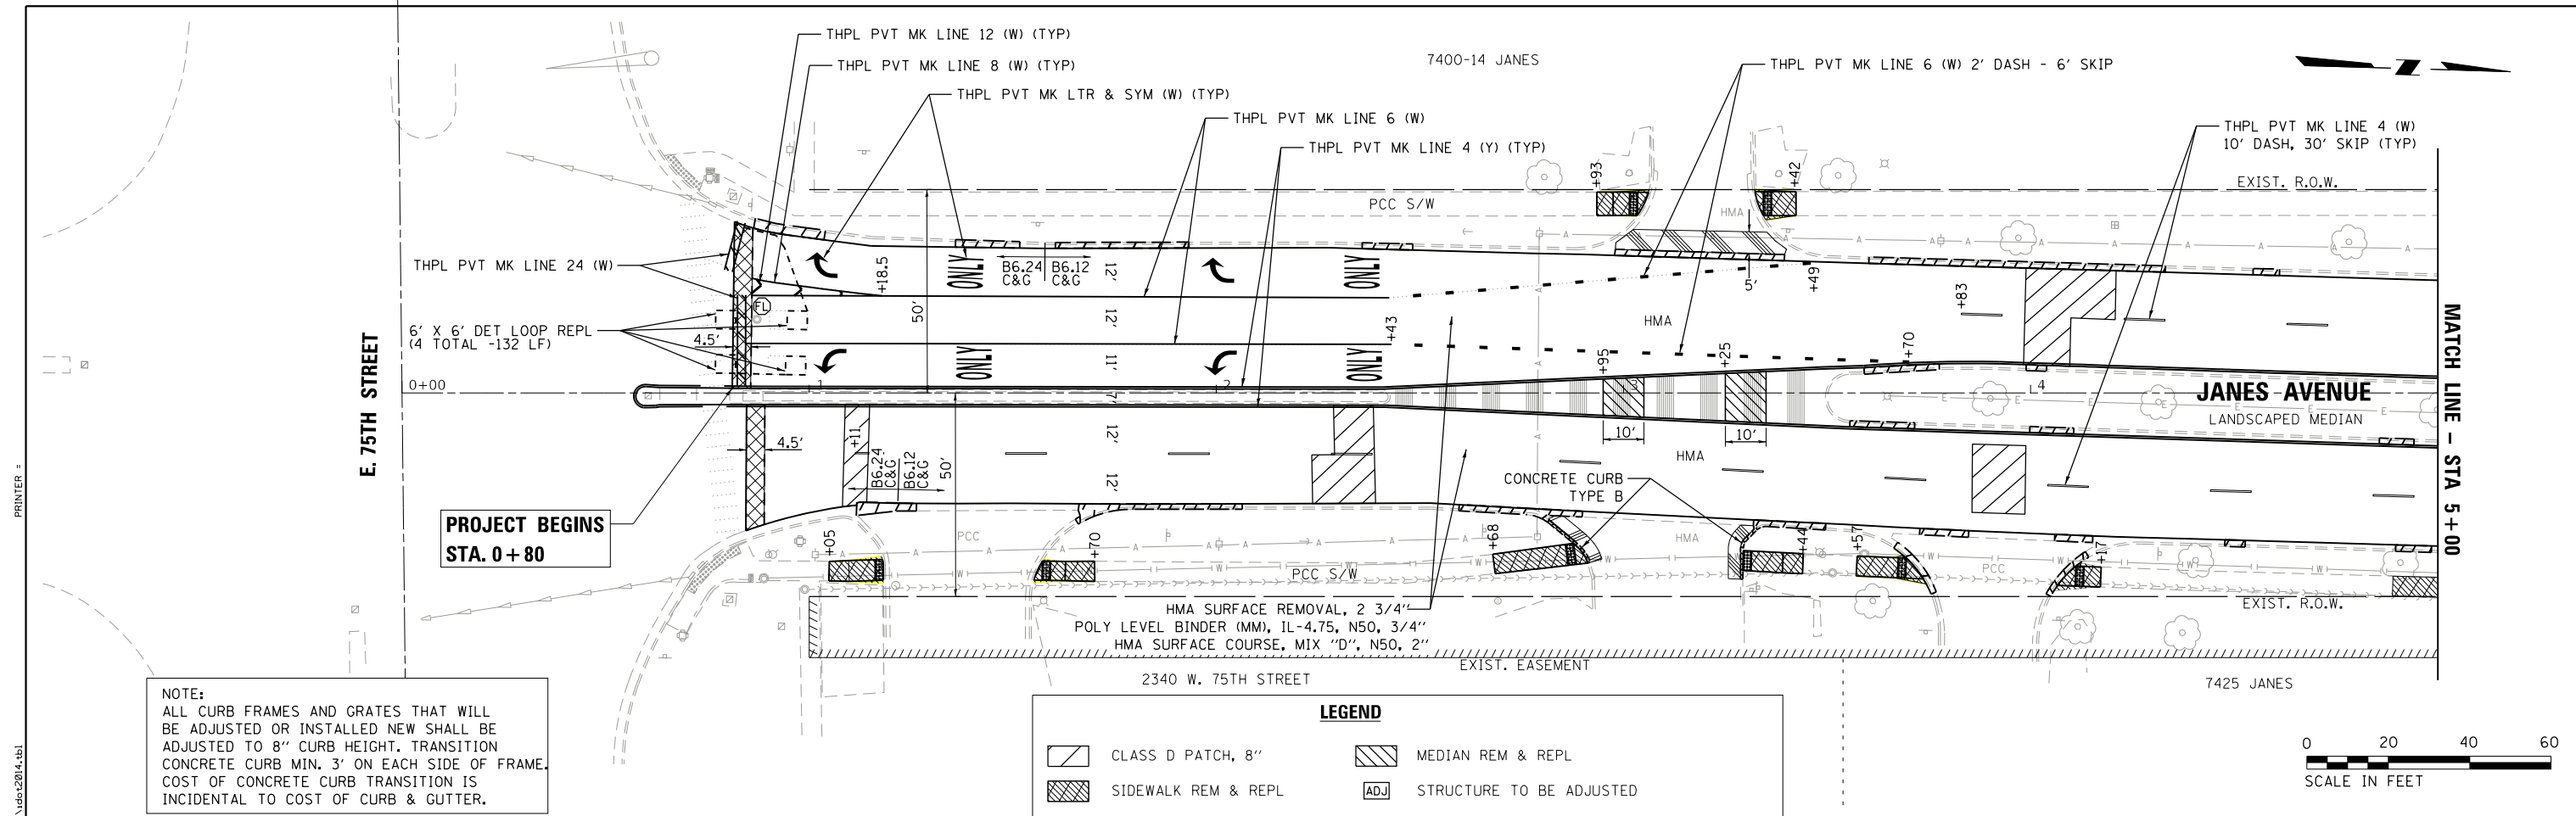 THPL PVT MK LINE 12 (W) (TYP)
THPL PVT MK LINE 8 (W) (TYP)
THPL PVT MK LTR & SYM (W) (TYP)
THPL PVT MK LINE 6 (W)
THPL PVT MK LINE 4 (Y) (TYP)
7400-14 JANES
THPL PVT MK LINE 6 (W) 2' DASH - 6' SKIP
THPL PVT MK LINE 4 (W)
10' DASH, 30' SKIP (TYP)
Z
EXIST. R.O.W.
PCC S/W
+93
+42
HMA
THPL PVT MK LINE 24 (W)
6' X 6' DET LOOP REPL
(4 TOTAL -132 LF)
4.5'
FL
+18.5
50'
ONLY
B6.24
C&G
B6.12
C&G
12'
ONLY
12'
11'
ONLY
ONLY
+43
5'
+49
HMA
+83
+95
+25
+70
E. 75TH STREET
0+00
1
2
3
4
7'
12'
12'
JANES AVENUE
LANDSCAPED MEDIAN
MATCH LINE - STA 5+00
10'
10'
HMA
4.5'
+11
B6.24
C&G
B6.12
C&G
50'
CONCRETE CURB
TYPE B
PROJECT BEGINS
STA. 0+80
+05
PCC
+70
+68
HMA
+44
+57
PCC
+17
PCC S/W
EXIST. R.O.W.
HMA SURFACE REMOVAL, 2 3/4"
POLY LEVEL BINDER (MM), IL-4.75, N50, 3/4"
HMA SURFACE COURSE, MIX "D", N50, 2"
EXIST. EASEMENT
2340 W. 75TH STREET
7425 JANES
NOTE:
ALL CURB FRAMES AND GRATES THAT WILL
BE ADJUSTED OR INSTALLED NEW SHALL BE
ADJUSTED TO 8" CURB HEIGHT. TRANSITION
CONCRETE CURB MIN. 3' ON EACH SIDE OF FRAME.
COST OF CONCRETE CURB TRANSITION IS
INCIDENTAL TO COST OF CURB & GUTTER.
LEGEND
CLASS D PATCH, 8"
MEDIAN REM & REPL
SIDEWALK REM & REPL
ADJ STRUCTURE TO BE ADJUSTED
0 20 40 60
SCALE IN FEET
PRINTER =
\idot2014.tbl